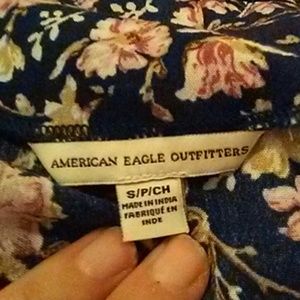 AMERICAN EAGLE OUTFITTERS
S/P/CH
MADE IN INDIA
FABRIQUÉ EN
INDE